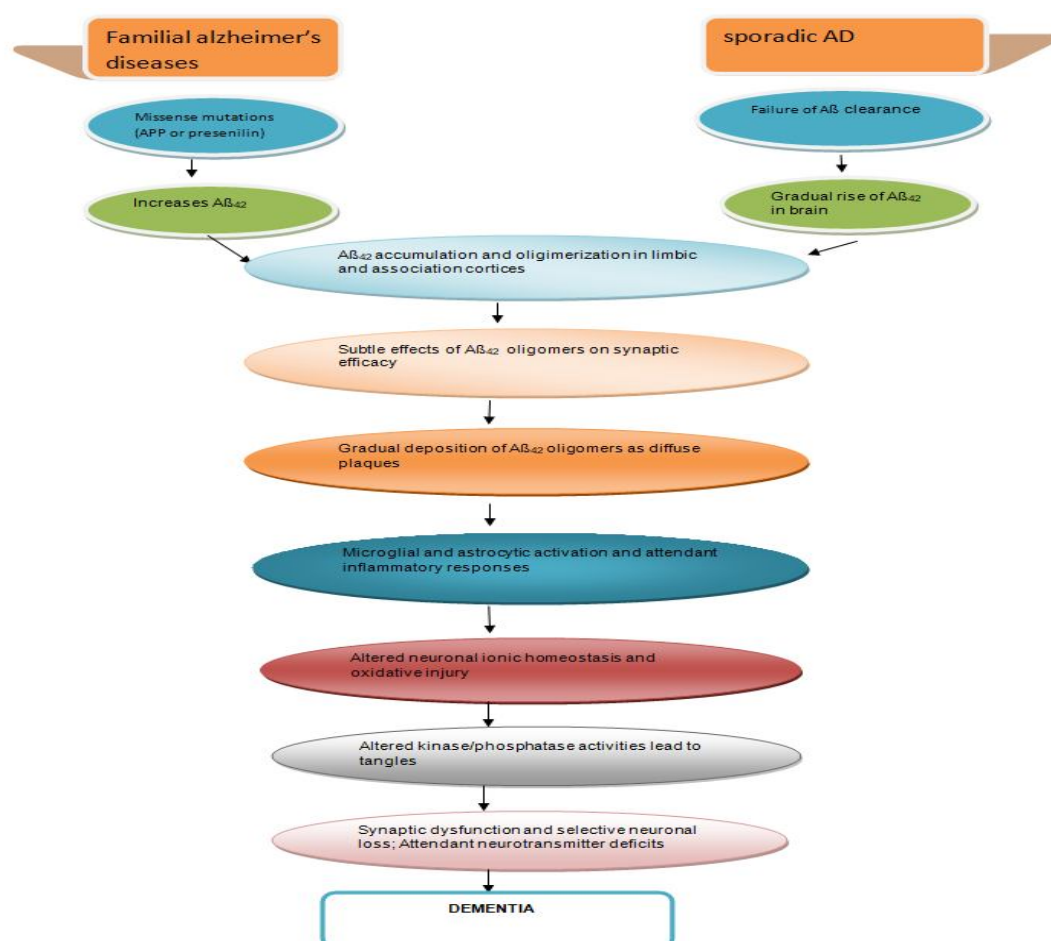 Familial alzheimer's
diseases
sporadic AD
Missense mutations
(APP or presenilin)
Failure of Aß clearance
Increases Aß₄₂
Gradual rise of Aß₄₂
in brain
Aß₄₂ accumulation and oligimerization in limbic
and association cortices
Subtle effects of Aß₄₂ oligomers on synaptic
efficacy
Gradual deposition of Aß₄₂ oligomers as diffuse
plaques
Microglial and astrocytic activation and attendant
inflammatory responses
Altered neuronal ionic homeostasis and
oxidative injury
Altered kinase/phosphatase activities lead to
tangles
Synaptic dysfunction and selective neuronal
loss; Attendant neurotransmitter deficits
DEMENTIA